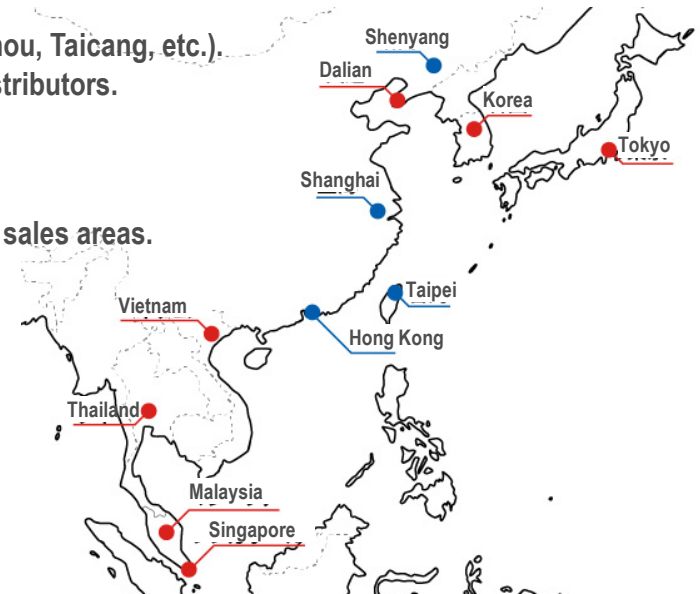 hou, Taicang, etc.).
stributors.
sales areas.
Shenyang
Dalian
Korea
Tokyo
Shanghai
Taipei
Vietnam
Hong Kong
Thailand
Malaysia
Singapore